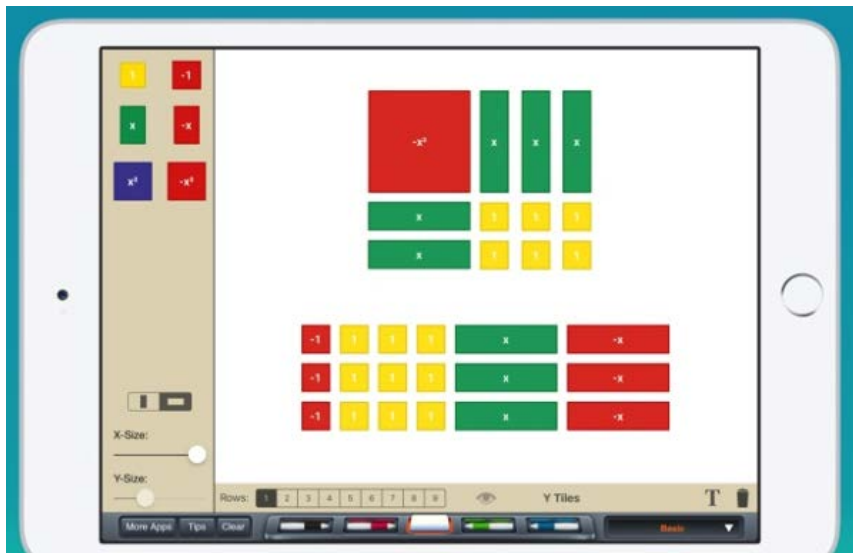 1 -1
x -x
x² -x²
-x² x x x
x 1 1 1
x 1 1 1
-1 1 1 1 x -x
-1 1 1 1 x -x
-1 1 1 1 x -x
X-Size:
Y-Size:
Rows: 1 2 3 4 5 6 7 8 9 Y Tiles T
More Apps Tips Clear Basic